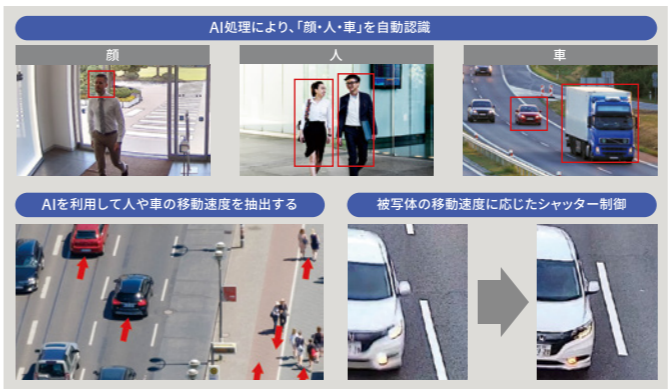 AI処理により、「顔・人・車」を自動認識
顔
人
車
AIを利用して人や車の移動速度を抽出する
被写体の移動速度に応じたシャッター制御